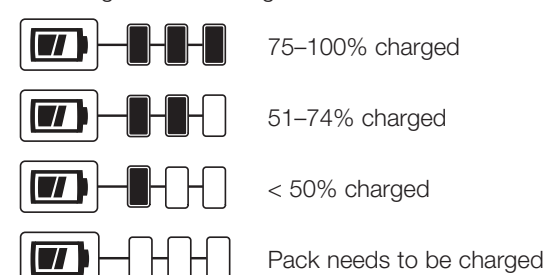 75–100% charged
51–74% charged
< 50% charged
Pack needs to be charged